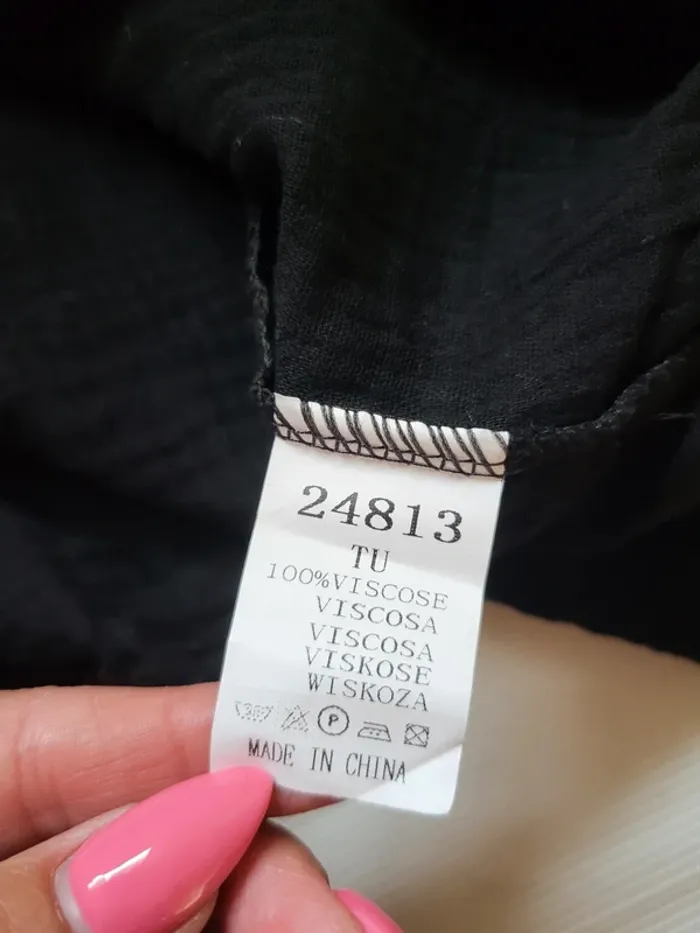 24813
TU
100%VISCOSE
VISCOSA
VISCOSA
VISKOSE
WISKOZA
P
MADE IN CHINA